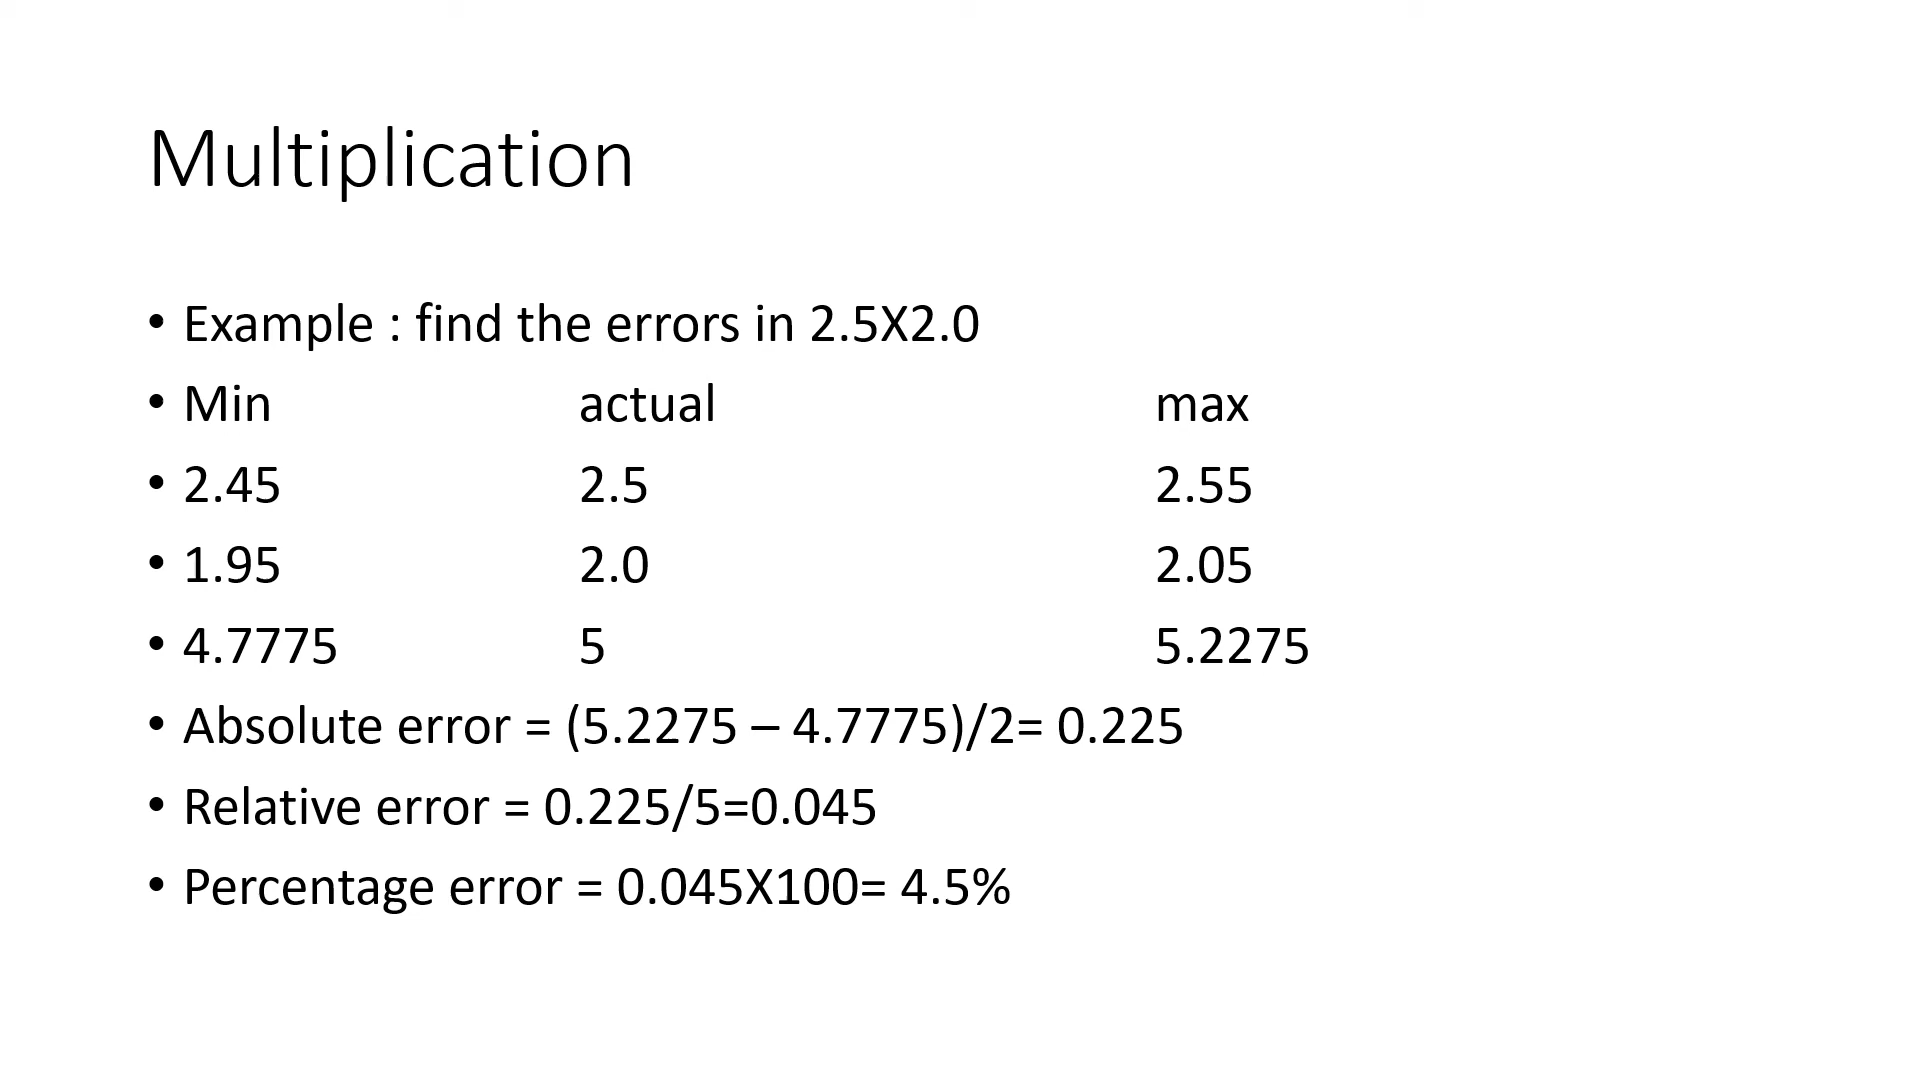 Multiplication
• Example : find the errors in 2.5X2.0
• Min actual max
• 2.45 2.5 2.55
• 1.95 2.0 2.05
• 4.7775 5 5.2275
• Absolute error = (5.2275 – 4.7775)/2= 0.225
• Relative error = 0.225/5=0.045
• Percentage error = 0.045X100= 4.5%